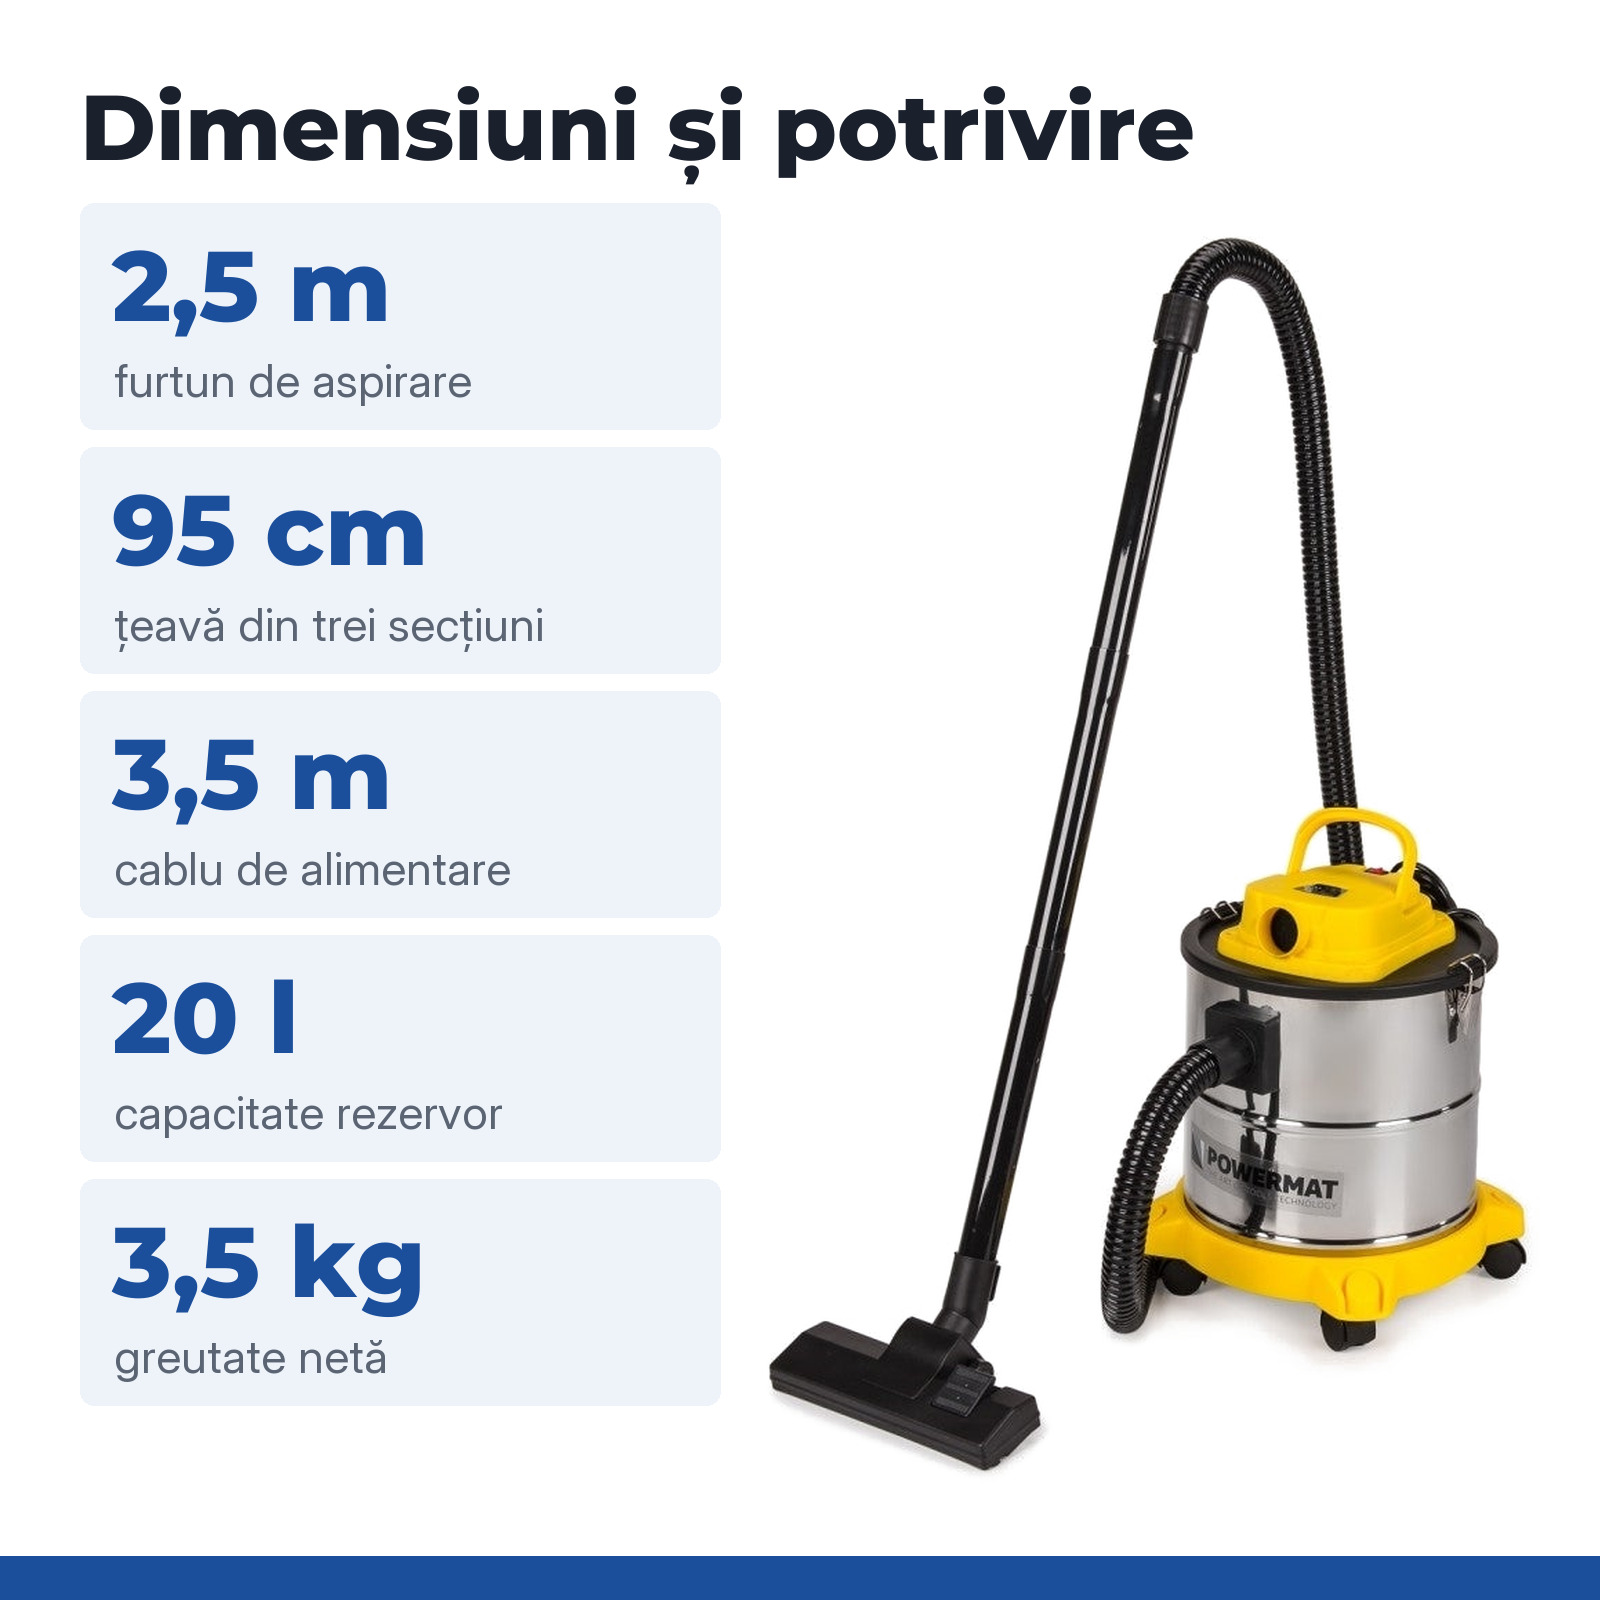 Dimensiuni și potrivire
2,5 m
furtun de aspirare
95 cm
țeavă din trei secțiuni
3,5 m
cablu de alimentare
20 l
capacitate rezervor
3,5 kg
greutate netă
POWERMAT
TECHNOLOGY